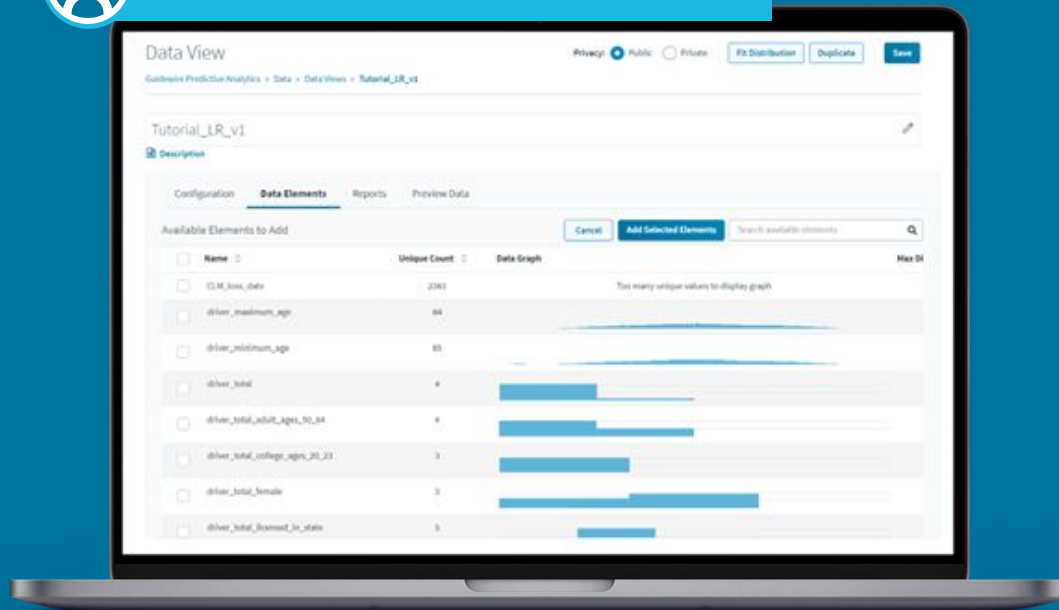 Data View
Privacy: Public Private Fit Distribution Duplicate Save
Guidewire Predictive Analytics > Data > Data Views > Tutorial_LR_v1
Tutorial_LR_v1
Description
Configuration Data Elements Reports Preview Data
Available Elements to Add Cancel Add Selected Elements Search available elements
Name Unique Count Data Graph Max Di
CLM_loss_date 2363 Too many unique values to display graph
driver_maximum_age 64
driver_minimum_age 65
driver_total 4
driver_total_adult_ages_50_64 4
driver_total_college_ages_20_23 3
driver_total_female 3
driver_total_licensed_in_state 5